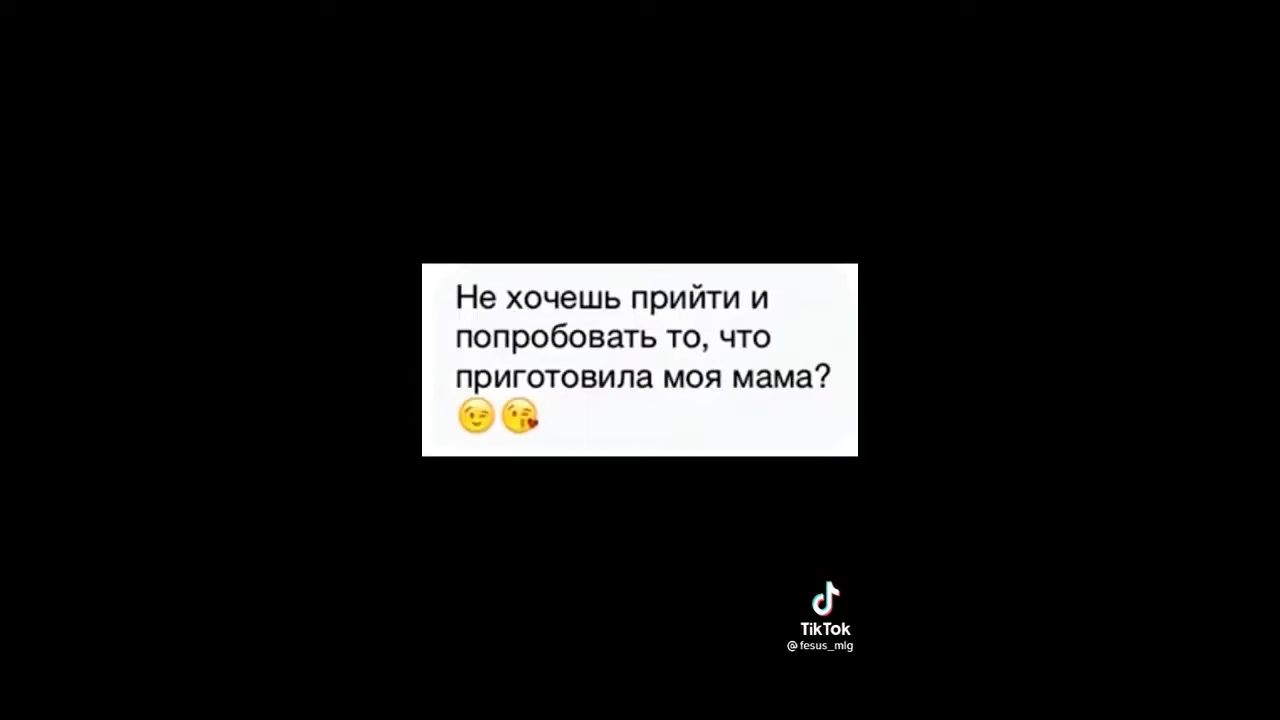 Не хочешь прийти и
попробовать то, что
приготовила моя мама?
😉😘
TikTok
@fesus_mlg